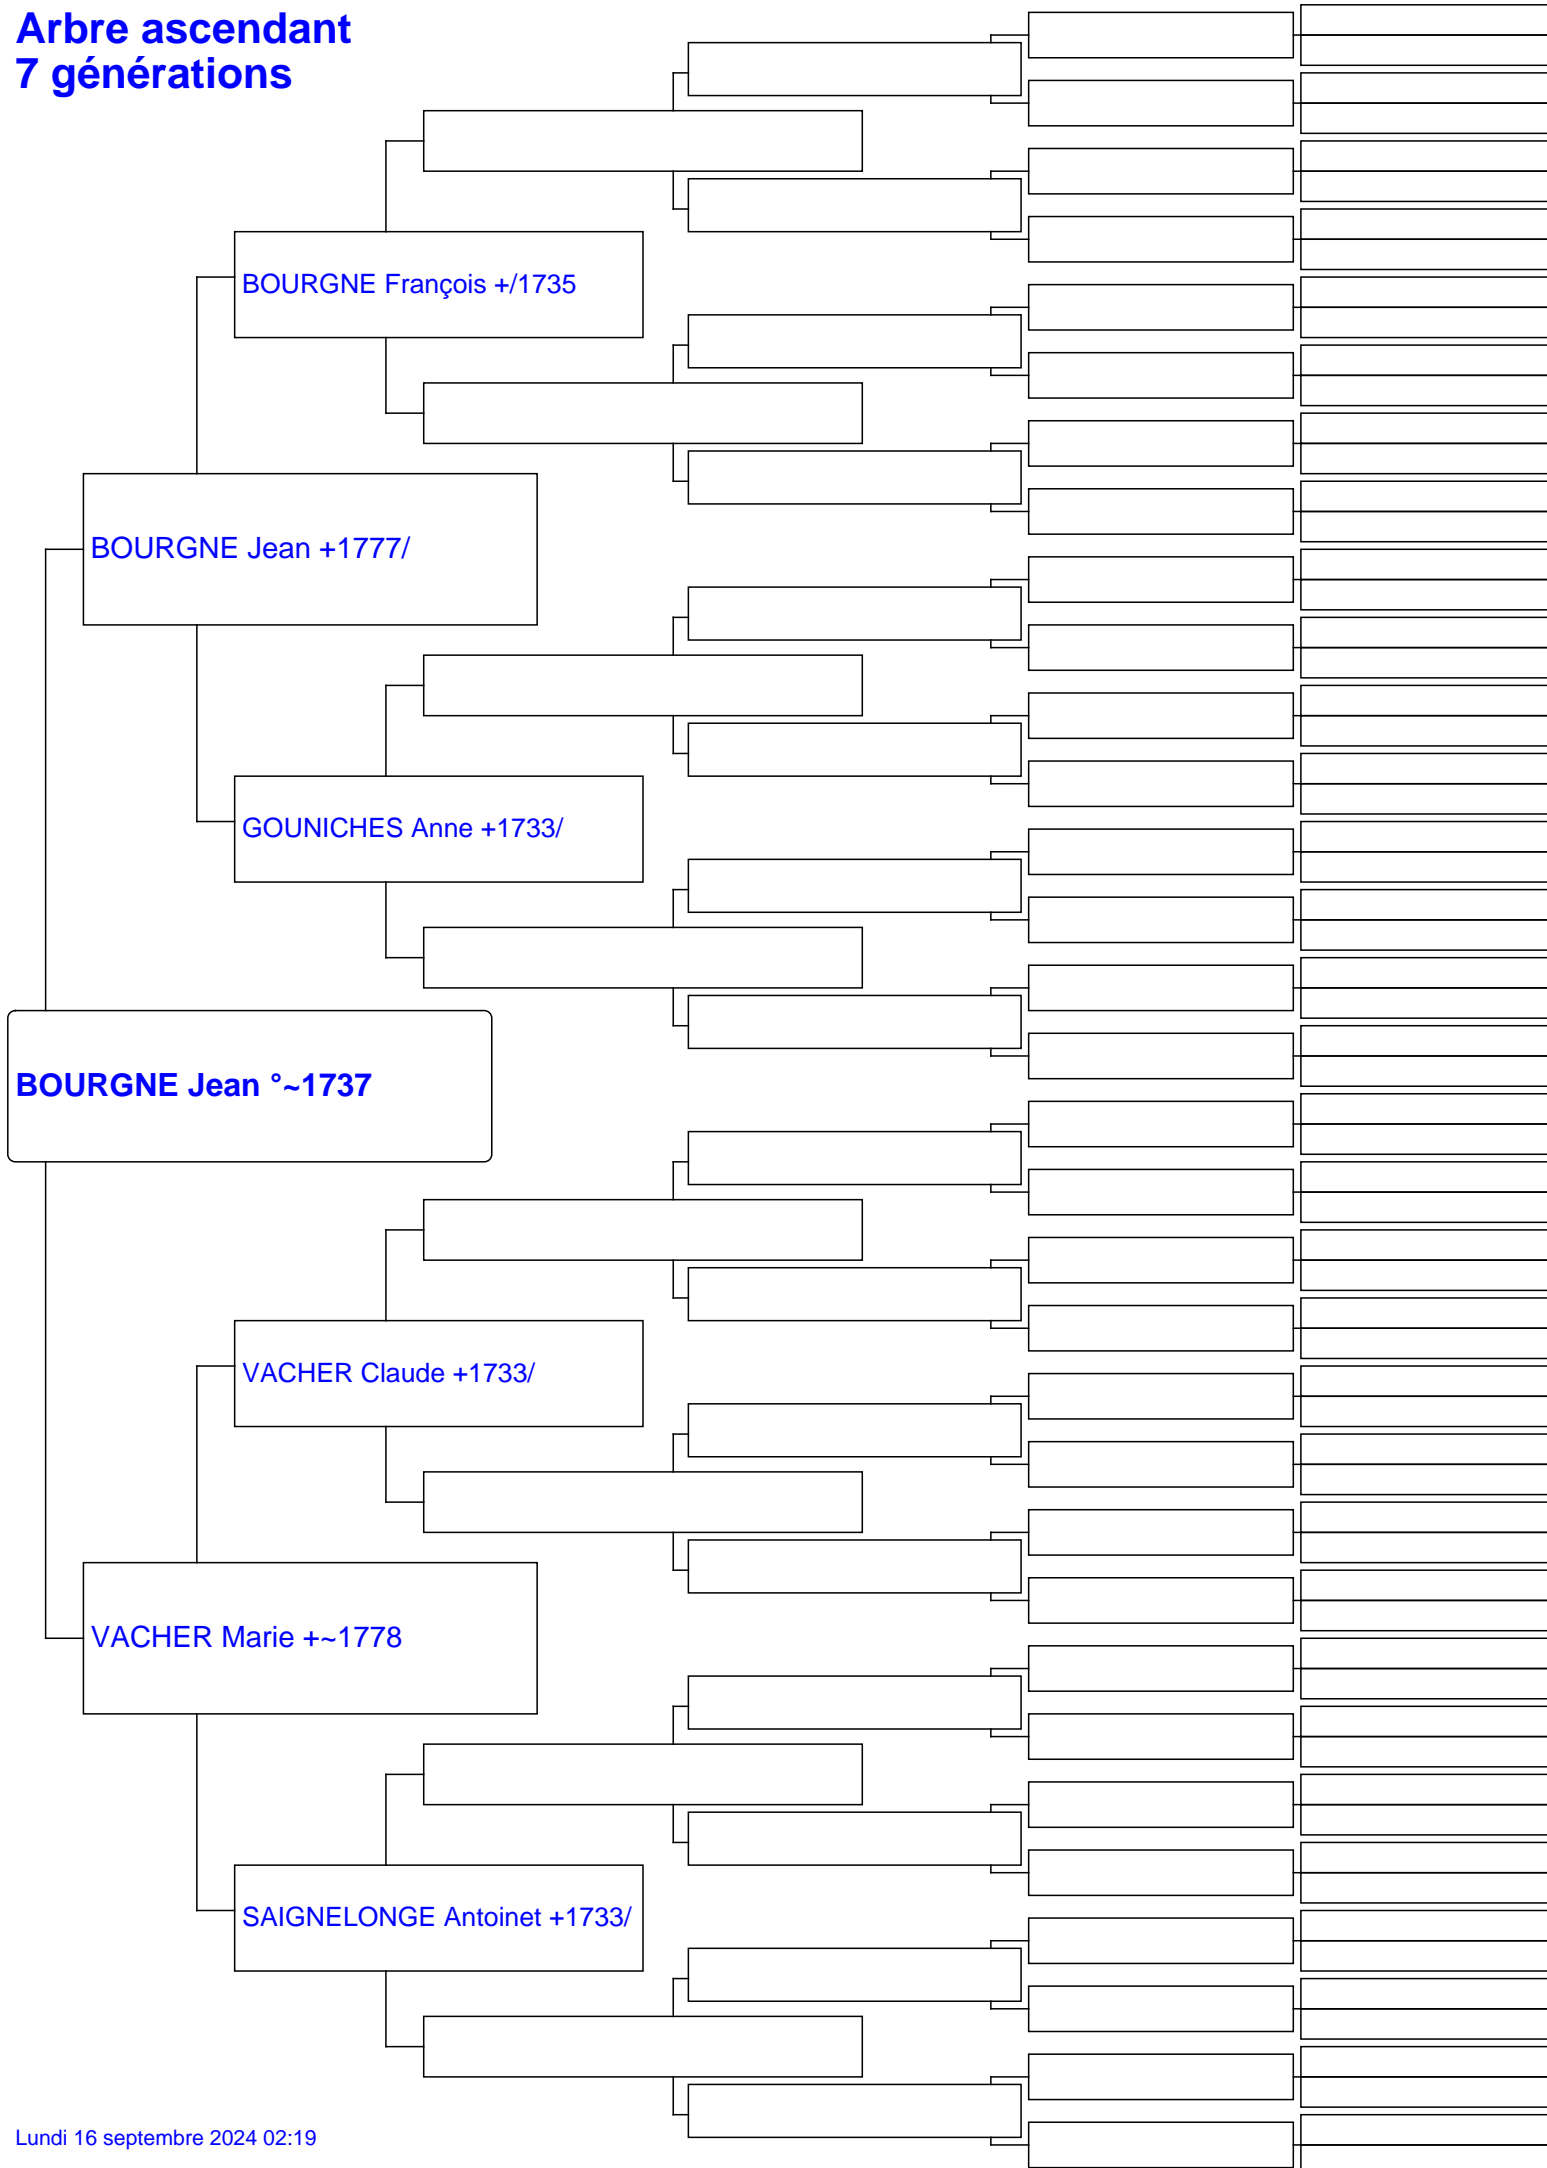 Arbre ascendant
7 générations
BOURGNE François +/1735
BOURGNE Jean +1777/
GOUNICHES Anne +1733/
BOURGNE Jean °~1737
VACHER Claude +1733/
VACHER Marie +~1778
SAIGNELONGE Antoinet +1733/
Lundi 16 septembre 2024 02:19